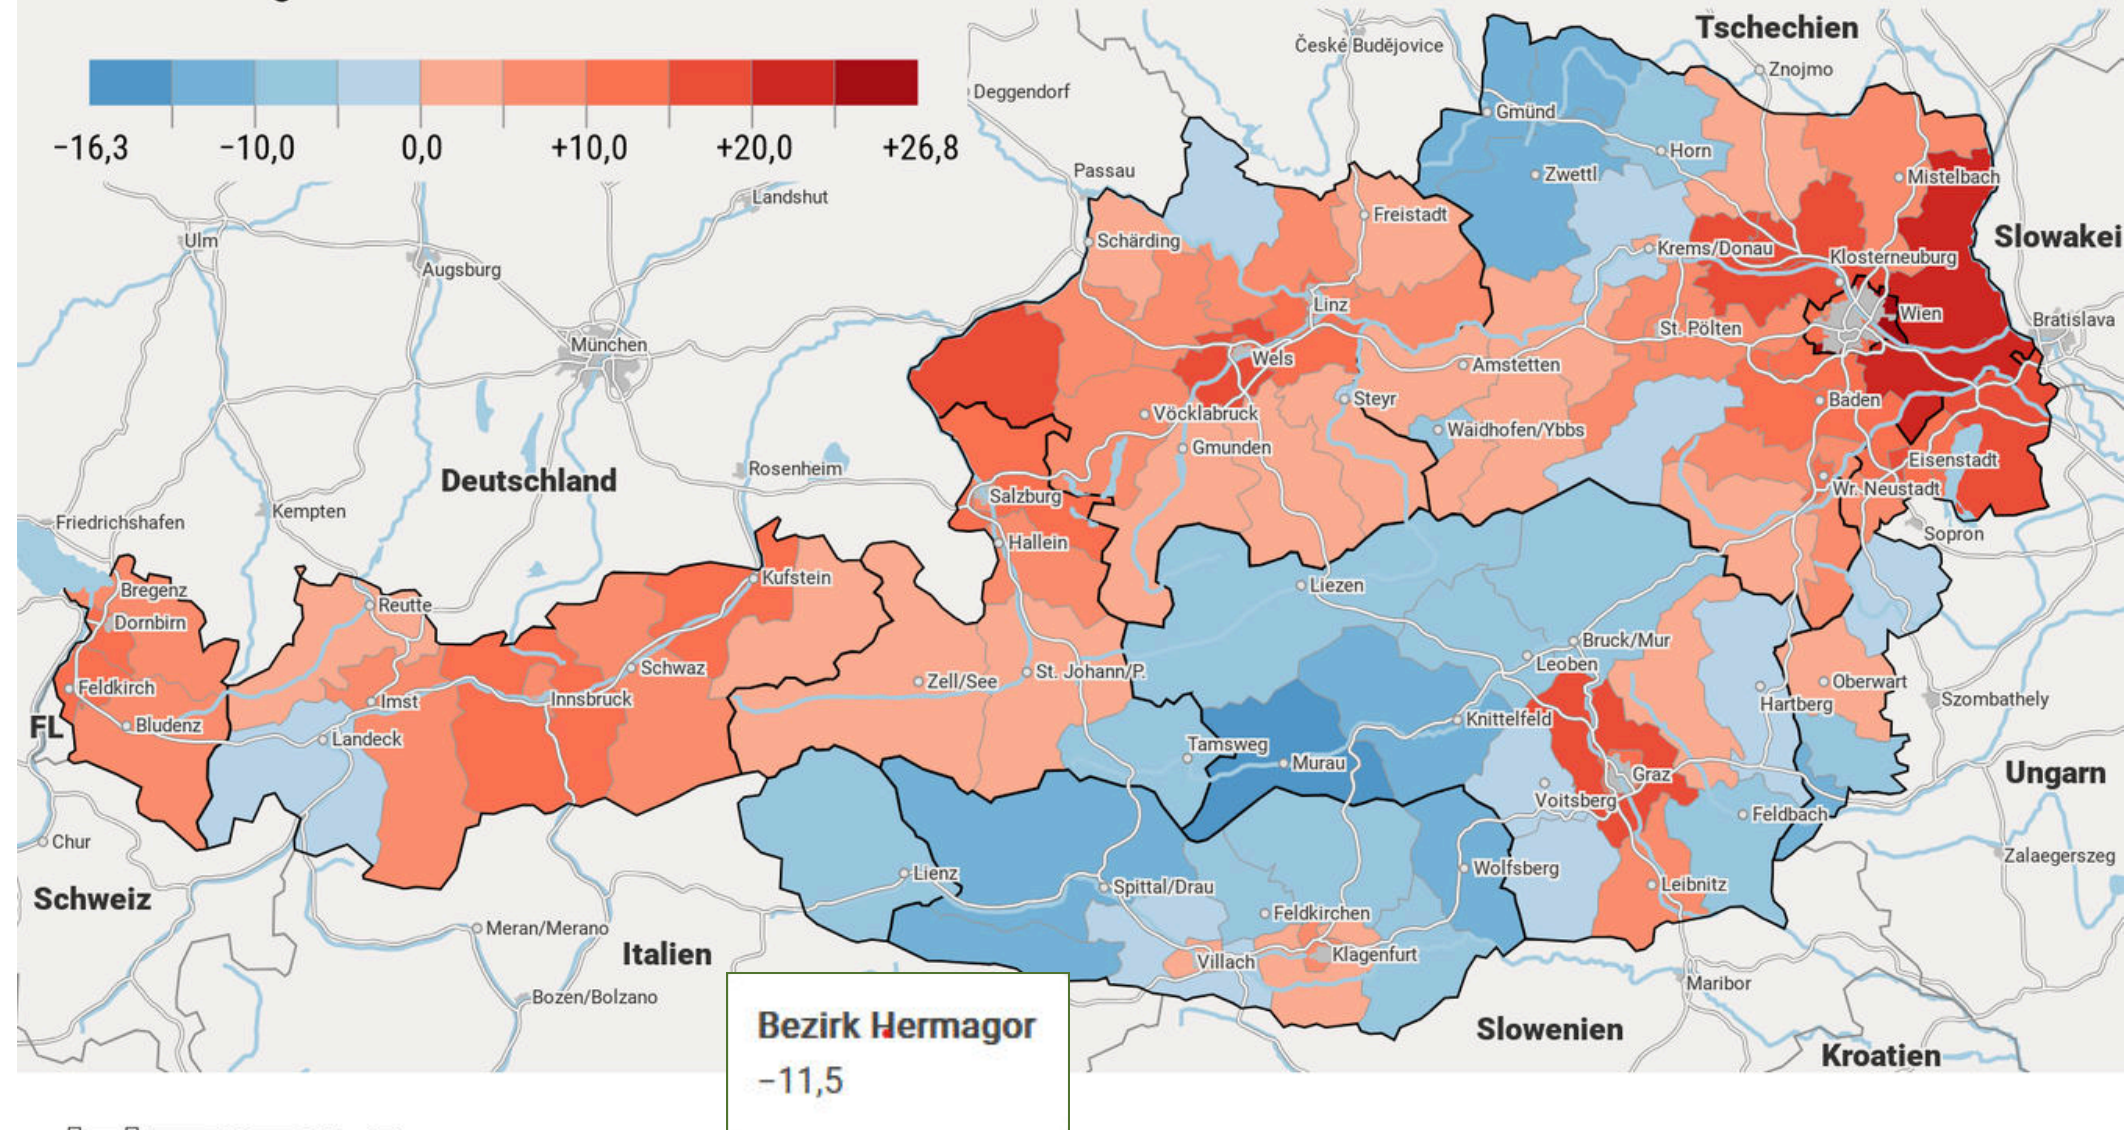 −16,3 −10,0 0,0 +10,0 +20,0 +26,8
Tschechien
České Budějovice
Znojmo
Deggendorf
Gmünd
Horn
Passau
Zwettl
Mistelbach
Landshut
Freistadt
Ulm
Schärding
Krems/Donau
Slowakei
Augsburg
Klosterneuburg
Linz
Wien
Bratislava
St. Pölten
München
Wels
Amstetten
Steyr
Baden
Vöcklabruck
Waidhofen/Ybbs
Gmunden
Eisenstadt
Rosenheim
Deutschland
Wr. Neustadt
Salzburg
Kempten
Friedrichshafen
Sopron
Hallein
Kufstein
Liezen
Bregenz
Reutte
Dornbirn
Bruck/Mur
Leoben
Schwaz
St. Johann/P.
Zell/See
Oberwart
Feldkirch
Innsbruck
Imst
Szombathely
Hartberg
Knittelfeld
FL
Bludenz
Landeck
Tamsweg
Murau
Graz
Ungarn
Voitsberg
Feldbach
Chur
Zalaegerszeg
Wolfsberg
Lienz
Spittal/Drau
Leibnitz
Schweiz
Feldkirchen
Meran/Merano
Italien
Klagenfurt
Villach
Maribor
Bozen/Bolzano
Slowenien
Kroatien
Bezirk Hermagor
−11,5